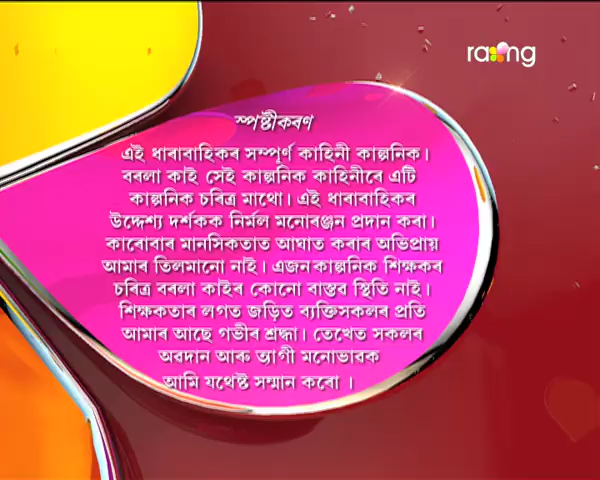 rang
স্পষ্টীকৰণ
এই ধাৰাবাহিকৰ সম্পূৰ্ণ কাহিনী কাল্পনিক।
বৰলা কাই সেই কাল্পনিক কাহিনীৰে এটি
কাল্পনিক চৰিত্ৰ মাথো। এই ধাৰাবাহিকৰ
উদ্দেশ্য দৰ্শকক নিৰ্মল মনোৰঞ্জন প্ৰদান কৰা।
কাৰোবাৰ মানসিকতাত আঘাত কৰাৰ অভিপ্ৰায়
আমাৰ তিলমানো নাই। এজন কাল্পনিক শিক্ষকৰ
চৰিত্ৰ বৰলা কাইৰ কোনো বাস্তৱ স্থিতি নাই।
শিক্ষকতাৰ লগত জড়িত ব্যক্তিসকলৰ প্ৰতি
আমাৰ আছে গভীৰ শ্ৰদ্ধা। তেখেত সকলৰ
অৱদান আৰু ত্যাগী মনোভাৱক
আমি যথেষ্ট সন্মান কৰো ।